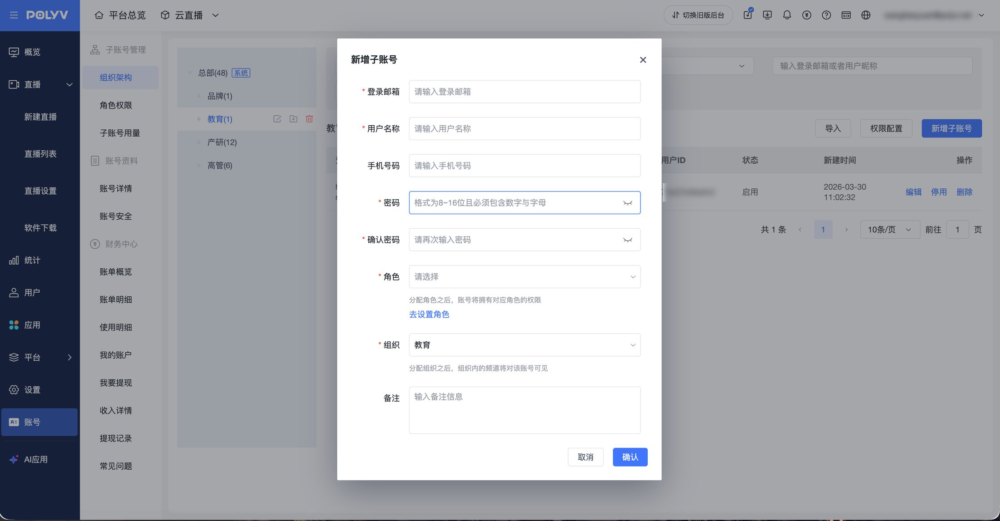 POLYV
平台总览
云直播
切换旧版后台
概览
直播
新建直播
直播列表
直播设置
软件下载
统计
用户
应用
平台
设置
账号
AI应用
子账号管理
组织架构
角色权限
子账号用量
账号资料
账号详情
账号安全
财务中心
账单概览
账单明细
使用明细
我的账户
我要提现
收入详情
提现记录
常见问题
总部(48) 系统
品牌(1)
教育(1)
产研(12)
高管(6)
输入登录邮箱或者用户昵称
导入
权限配置
新增子账号
用户ID
状态
新建时间
操作
启用
2026-03-30
11:02:32
编辑
停用
删除
共 1 条
1
10条/页
前往
1
页
新增子账号
* 登录邮箱
请输入登录邮箱
* 用户名称
请输入用户名称
手机号码
请输入手机号码
* 密码
格式为8~16位且必须包含数字与字母
* 确认密码
请再次输入密码
* 角色
请选择
分配角色之后，账号将拥有对应角色的权限
去设置角色
* 组织
教育
分配组织之后，组织内的频道将对该账号可见
备注
输入备注信息
取消
确认